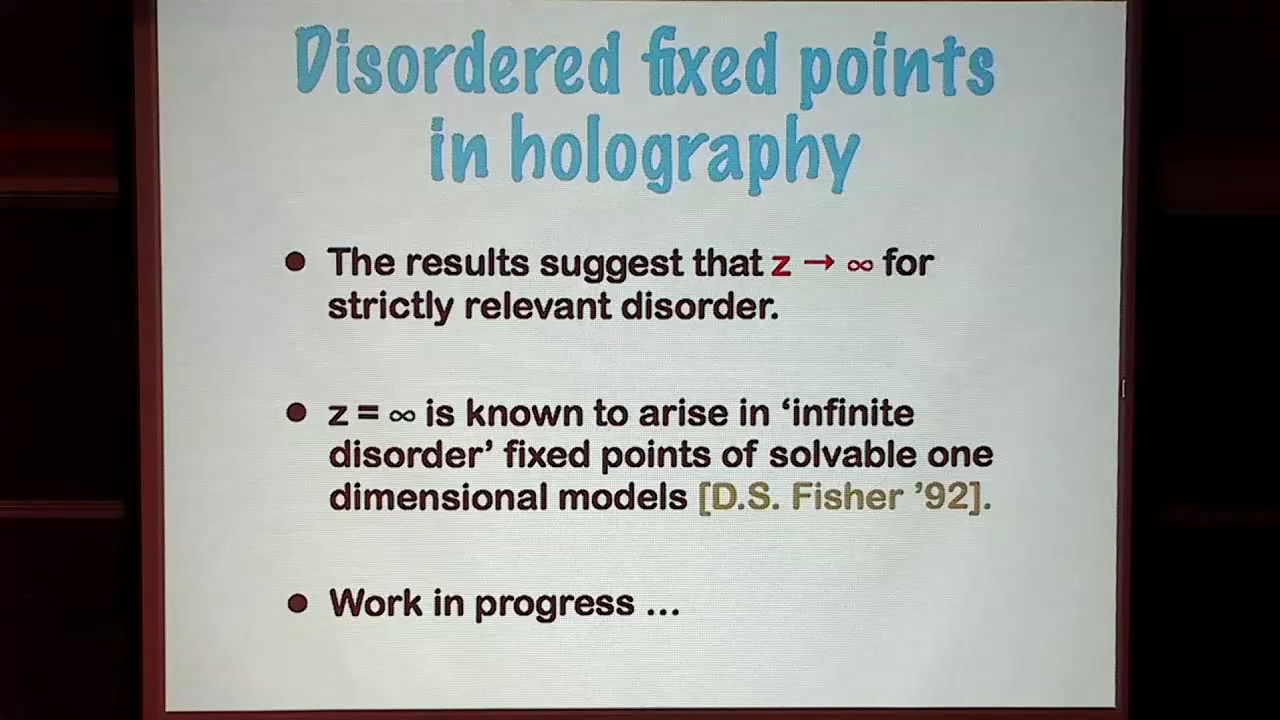 Disordered fixed points
in holography
• The results suggest that z → ∞ for
strictly relevant disorder.
• z = ∞ is known to arise in ‘infinite
disorder’ fixed points of solvable one
dimensional models [D.S. Fisher ’92].
• Work in progress ...